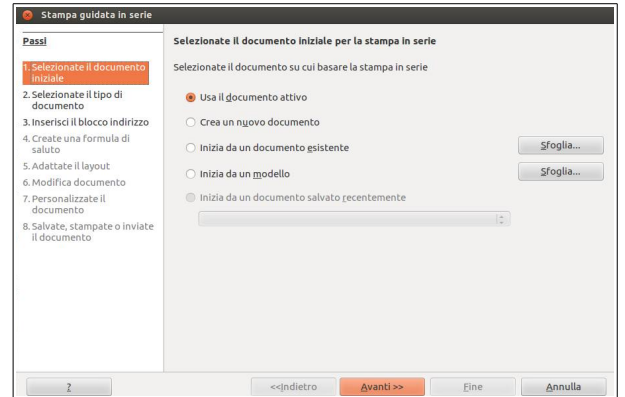 Stampa guidata in serie
Passi
1. Selezionate il documento
iniziale
2. Selezionate il tipo di
documento
3. Inserisci il blocco indirizzo
4. Create una formula di
saluto
5. Adattate il layout
6. Modifica documento
7. Personalizzate il
documento
8. Salvate, stampate o inviate
il documento
Selezionate il documento iniziale per la stampa in serie
Selezionate il documento su cui basare la stampa in serie
Usa il documento attivo
Crea un nuovo documento
Inizia da un documento esistente
Sfoglia...
Inizia da un modello
Sfoglia...
Inizia da un documento salvato recentemente
?
<<Indietro
Avanti >>
Fine
Annulla